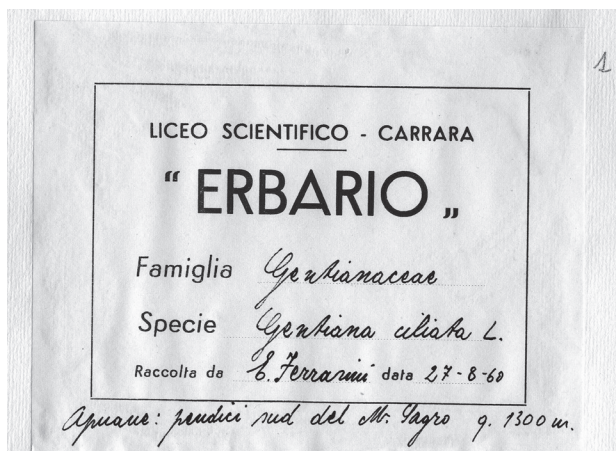 1
LICEO SCIENTIFICO - CARRARA
“ ERBARIO „
Famiglia Gentianaceae
Specie Gentiana ciliata L.
Raccolta da E. Ferrarini data 27-8-60
Apuane: pendici sud del M. Sagro q. 1300 m.